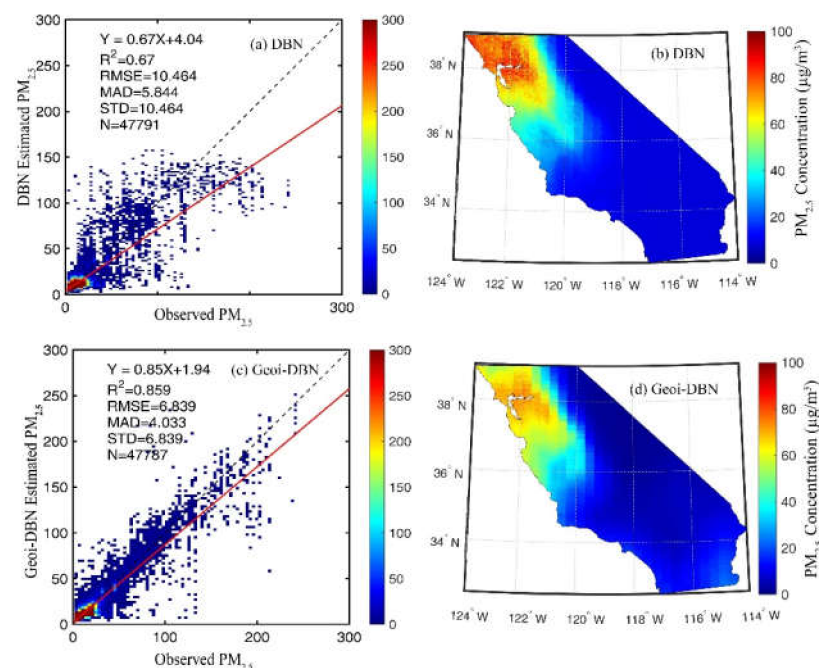 Y = 0.67X+4.04
(a) DBN
R²=0.67
RMSE=10.464
MAD=5.844
STD=10.464
N=47791
DBN Estimated PM2.5
300
250
200
150
100
50
0
0
100
200
300
Observed PM2.5
300
250
200
150
100
50
0
(b) DBN
38° N
36° N
34° N
124° W
122° W
120° W
118° W
116° W
114° W
100
80
60
40
20
0
PM2.5 Concentration (μg/m³)
Y = 0.85X+1.94
(c) Geoi-DBN
R²=0.859
RMSE=6.839
MAD=4.033
STD=6.839
N=47787
Geoi-DBN Estimated PM2.5
300
250
200
150
100
50
0
0
100
200
300
Observed PM2.5
300
250
200
150
100
50
0
(d) Geoi-DBN
38° N
36° N
34° N
124° W
122° W
120° W
118° W
116° W
114° W
100
80
60
40
20
0
PM2.5 Concentration (μg/m³)